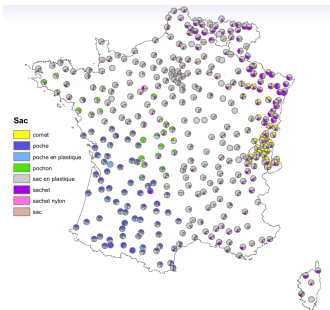 Sac
cornet
poche
poche en plastique
pochon
sac en plastique
sachet
sachet nylon
sac